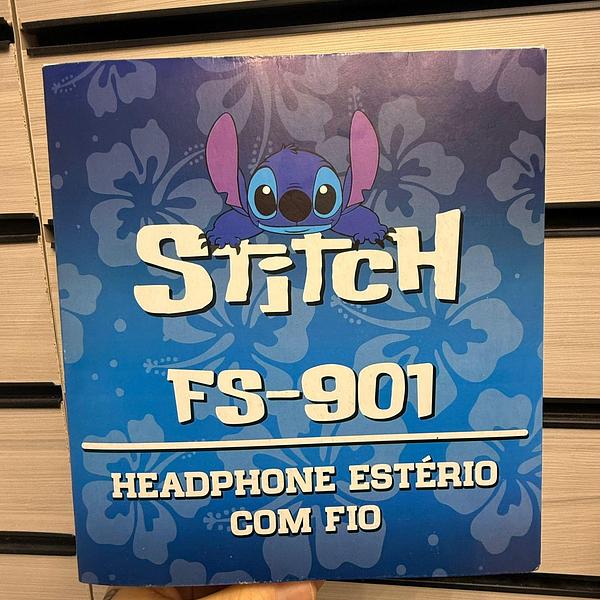 STITCH
FS-901
HEADPHONE ESTÉRIO
COM FIO